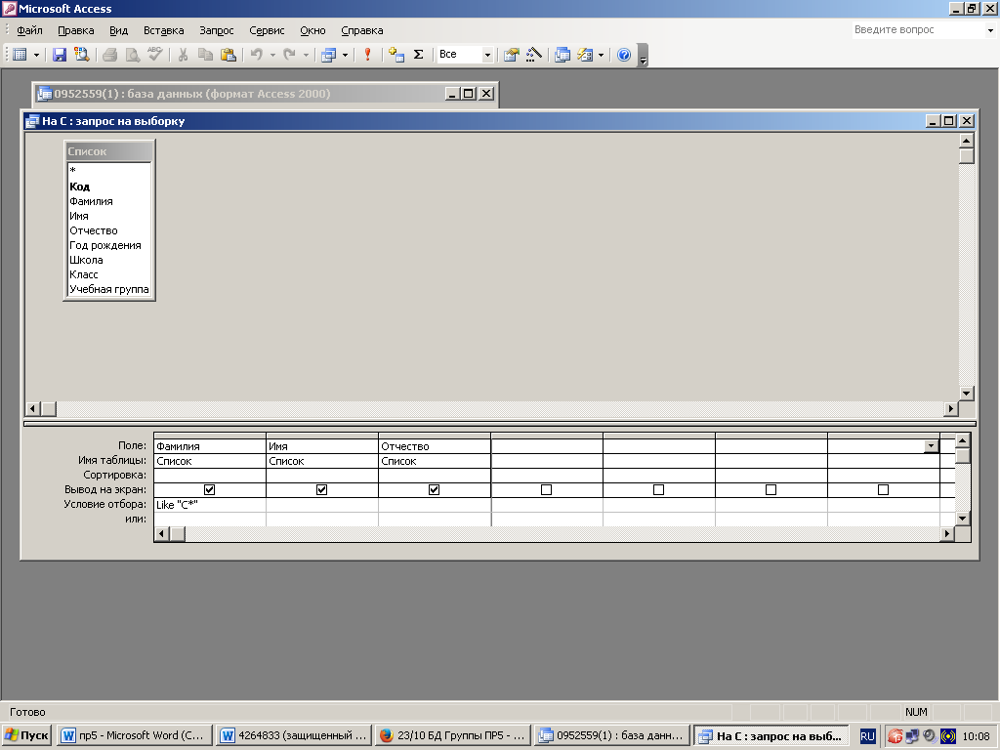 Microsoft Access
Файл Правка Вид Вставка Запрос Сервис Окно Справка
Введите вопрос
ABC Σ Все
0952559(1) : база данных (формат Access 2000)
На С : запрос на выборку
Список
*
Код
Фамилия
Имя
Отчество
Год рождения
Школа
Класс
Учебная группа
Поле: Фамилия Имя Отчество
Имя таблицы: Список Список Список
Сортировка:
Вывод на экран:
Условие отбора: Like "С*"
или:
Готово
NUM
Пуск пр5 - Microsoft Word (С... 4264833 (защищенный ... 23/10 БД Группы ПР5 - ... 0952559(1) : база данн... На С : запрос на выб... RU 10:08